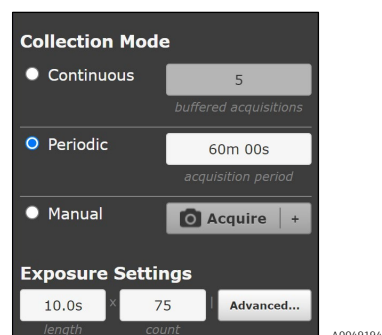 Collection Mode
Continuous
5
buffered acquisitions
Periodic
60m 00s
acquisition period
Manual
Acquire +
Exposure Settings
10.0s x 75 | Advanced...
length count
A0049194